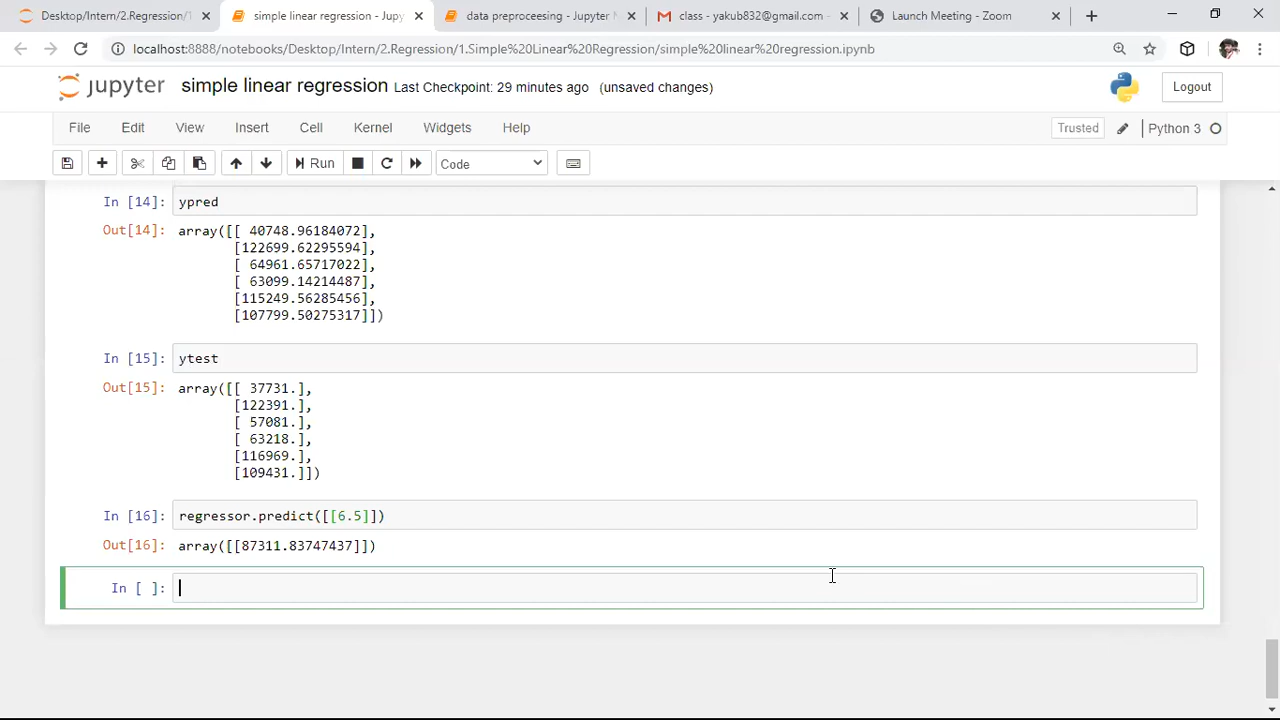 Desktop/Intern/2.Regression/1
simple linear regression - Jupy
data preproceesing - Jupyter N
class - yakub832@gmail.com -
Launch Meeting - Zoom
localhost:8888/notebooks/Desktop/Intern/2.Regression/1.Simple%20Linear%20Regression/simple%20linear%20regression.ipynb
jupyter simple linear regression Last Checkpoint: 29 minutes ago (unsaved changes)
Logout
File Edit View Insert Cell Kernel Widgets Help
Trusted
Python 3
Run
Code
In [14]: ypred
Out[14]: array([[ 40748.96184072],
[122699.62295594],
[ 64961.65717022],
[ 63099.14214487],
[115249.56285456],
[107799.50275317]])
In [15]: ytest
Out[15]: array([[ 37731.],
[122391.],
[ 57081.],
[ 63218.],
[116969.],
[109431.]])
In [16]: regressor.predict([[6.5]])
Out[16]: array([[87311.83747437]])
In [ ]: